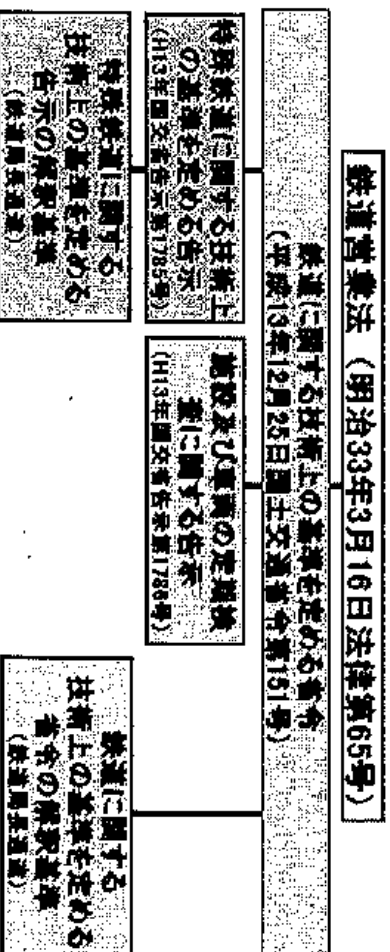 鉄道営業法（明治33年3月16日法律第65号）
鉄道に関する技術上の基準を定める省令
（平成13年12月25日国土交通省令第151号）
特殊鉄道に関する技術上
の基準を定める告示
（H13年国交省告示第1785号）
施設及び車両の定期検
査に関する告示
（H13年国交省告示第1786号）
特殊鉄道に関する
技術上の基準を定める
告示の解釈基準
（鉄道局長通達）
鉄道に関する
技術上の基準を定める
省令の解釈基準
（鉄道局長通達）